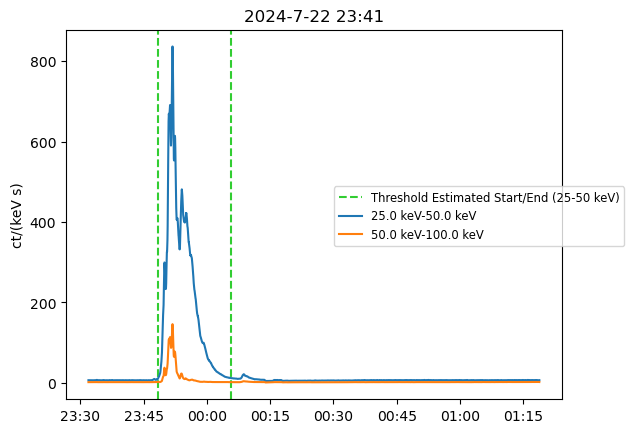 2024-7-22 23:41
ct/(keV s)
800
600
400
200
0
Threshold Estimated Start/End (25-50 keV)
25.0 keV-50.0 keV
50.0 keV-100.0 keV
23:30 23:45 00:00 00:15 00:30 00:45 01:00 01:15